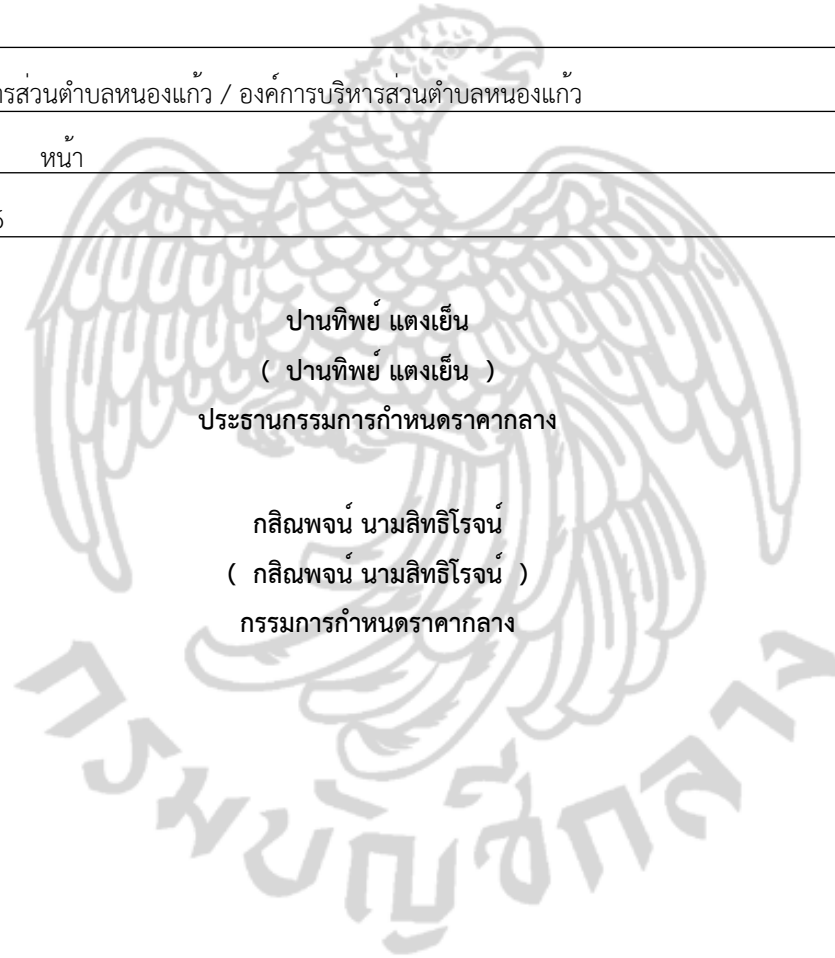 ส่วนตำบลหนองแก้ว / องค์การบริหารส่วนตำบลหนองแก้ว
หน้า
ปานทิพย์ แตงเย็น
( ปานทิพย์ แตงเย็น )
ประธานกรรมการกำหนดราคากลาง
กสิณพจน์ นามสิทธิโรจน์
( กสิณพจน์ นามสิทธิโรจน์ )
กรรมการกำหนดราคากลาง
กรมบัญชีกลาง